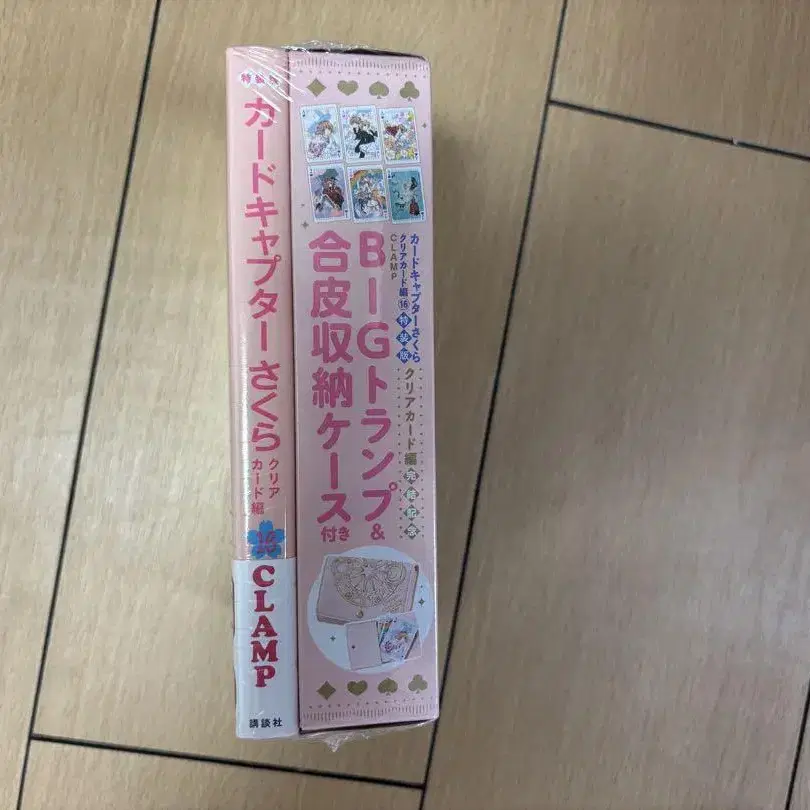 特装版
カードキャプターさくら
クリア
カード編
16
CLAMP
講談社
カードキャプターさくら
クリアカード編 16 特装版
CLAMP
クリアカード編 完結記念
BIGトランプ&
合皮収納ケース付き